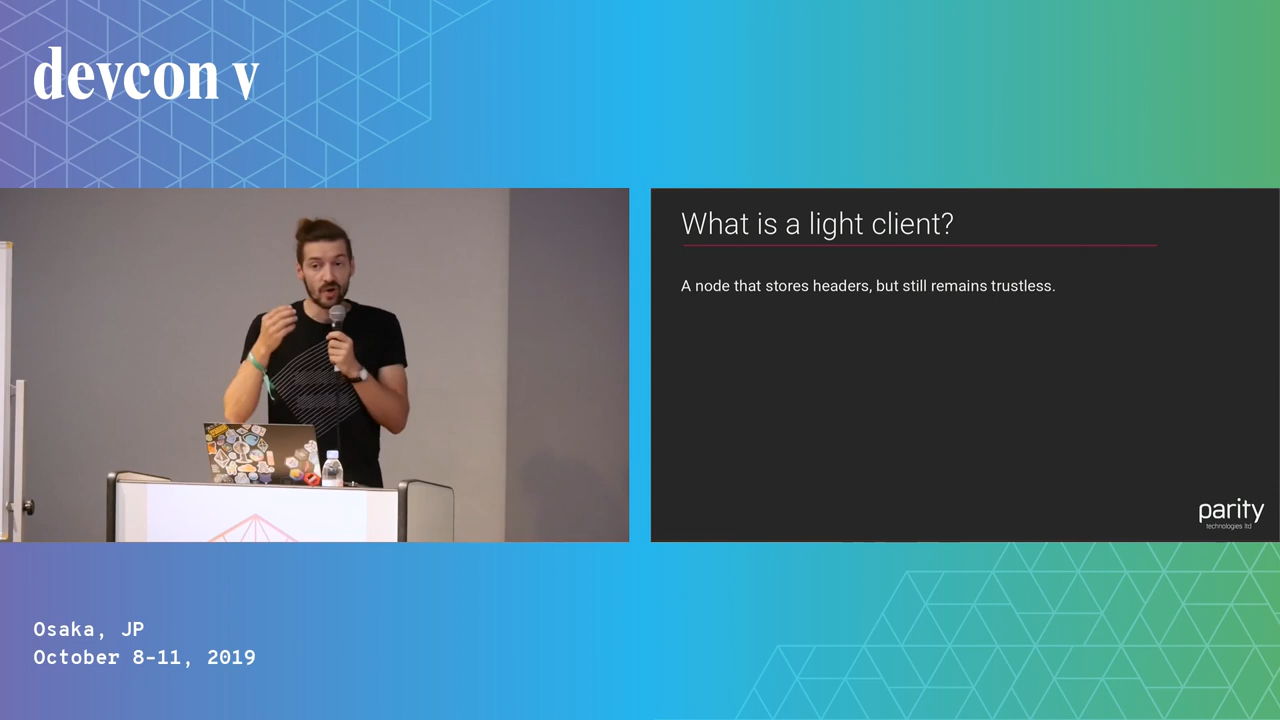 devcon v
What is a light client?
A node that stores headers, but still remains trustless.
parity
technologies ltd
Osaka, JP
October 8-11, 2019